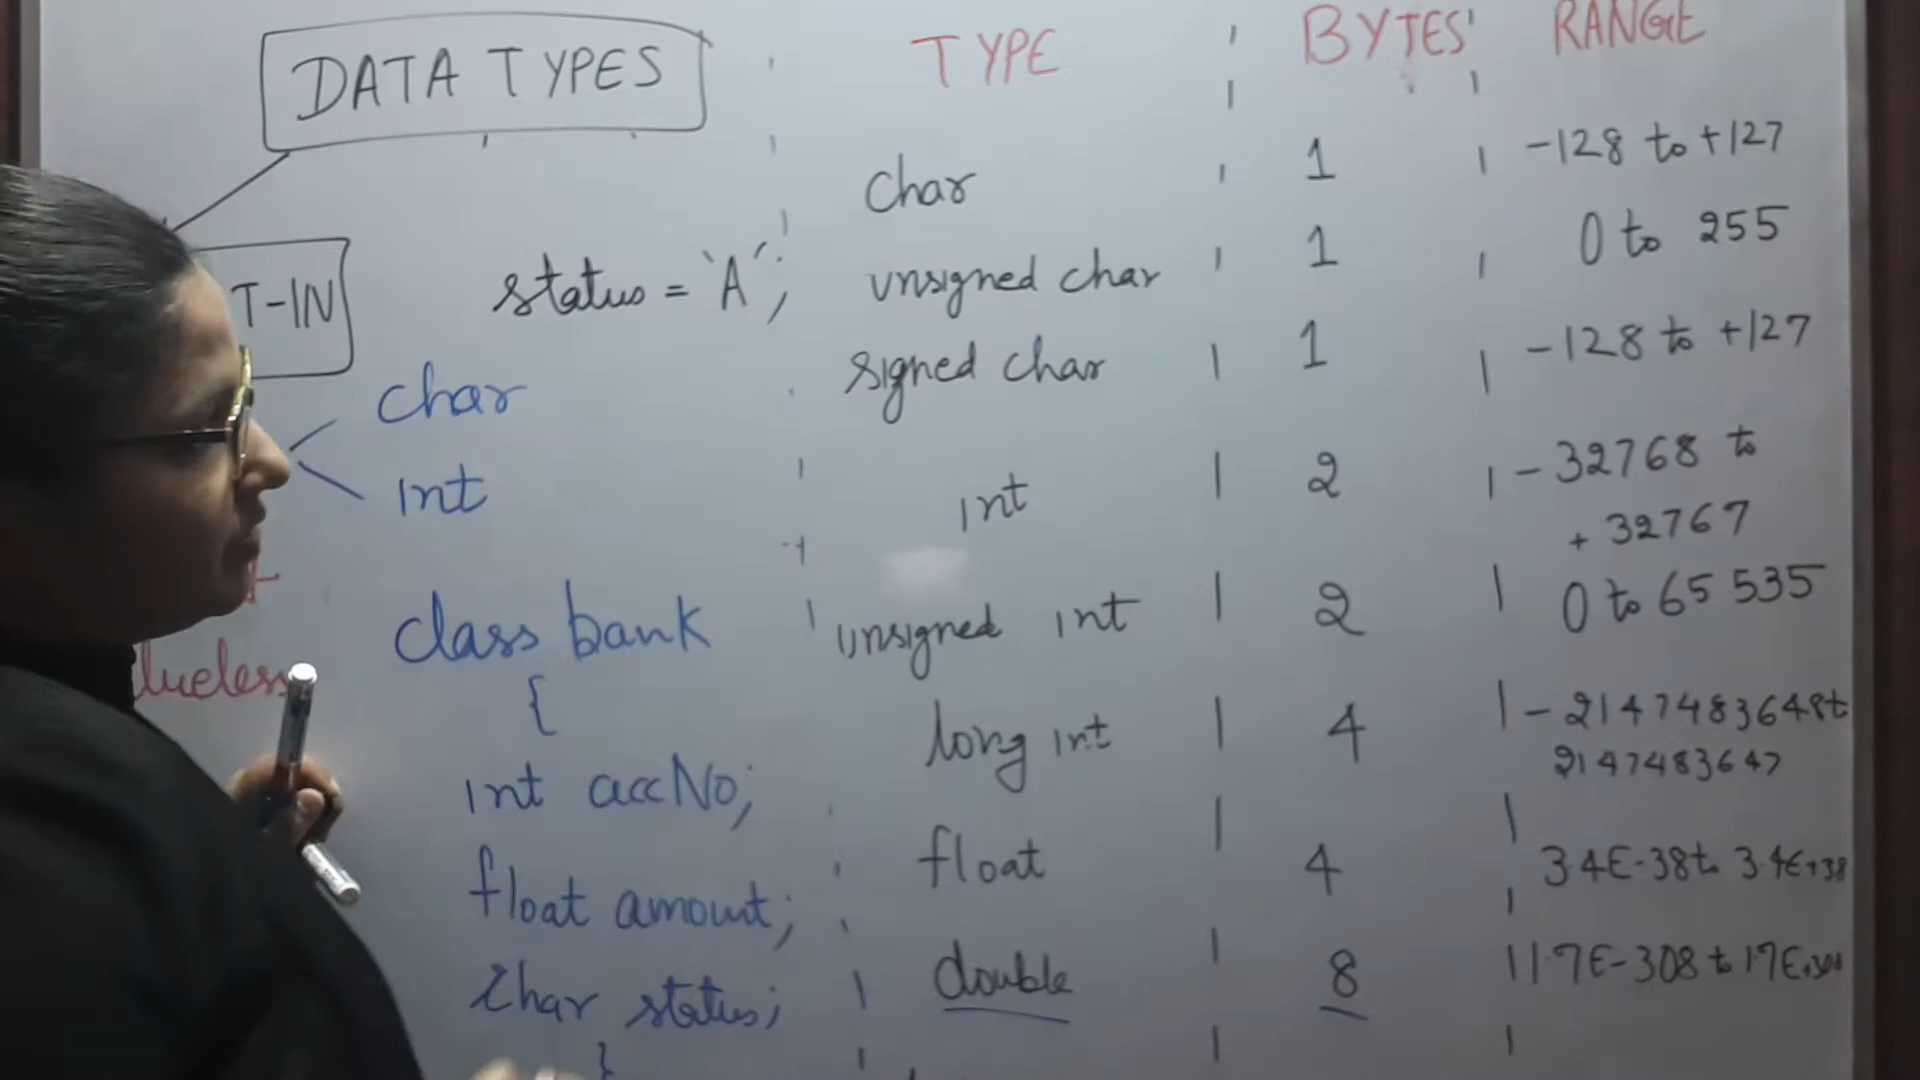 DATA TYPES
T-IN
status = 'A';
char
int
class bank
{
int accNo;
float amount;
char status;
}
TYPE BYTES RANGE
char 1 -128 to +127
unsigned char 1 0 to 255
signed char 1 -128 to +127
int 2 -32768 to
+32767
unsigned int 2 0 to 65535
long int 4 -2147483648 to
2147483647
float 4 3.4E-38 to 3.4E+38
double 8 1.7E-308 to 1.7E+308